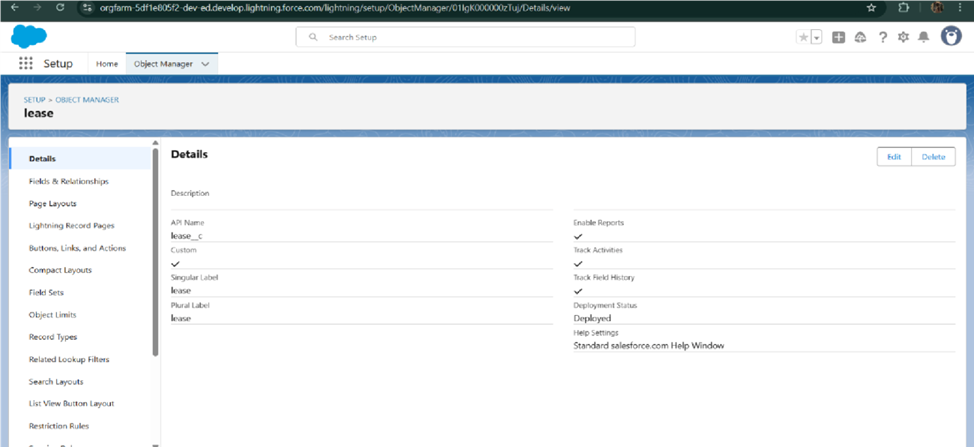 orgfarm-5df1e805f2-dev-ed.develop.lightning.force.com/lightning/setup/ObjectManager/01IgK000000zTuj/Details/view
Search Setup
Setup Home Object Manager
SETUP > OBJECT MANAGER
lease
Details
Fields & Relationships
Page Layouts
Lightning Record Pages
Buttons, Links, and Actions
Compact Layouts
Field Sets
Object Limits
Record Types
Related Lookup Filters
Search Layouts
List View Button Layout
Restriction Rules
Details
Edit Delete
Description
API Name
lease__c
Custom
Singular Label
lease
Plural Label
lease
Enable Reports
Track Activities
Track Field History
Deployment Status
Deployed
Help Settings
Standard salesforce.com Help Window